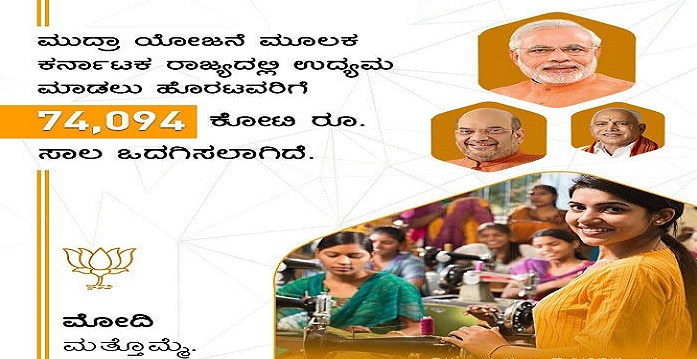 ಮುದ್ರಾ ಯೋಜನೆ ಮೂಲಕ
ಕರ್ನಾಟಕ ರಾಜ್ಯದಲ್ಲಿ ಉದ್ಯಮ
ಮಾಡಲು ಹೊರಟವರಿಗೆ
74,094 ಕೋಟಿ ರೂ.
ಸಾಲ ಒದಗಿಸಲಾಗಿದೆ.
ಮೋದಿ
ಮತ್ತೊಮ್ಮೆ.